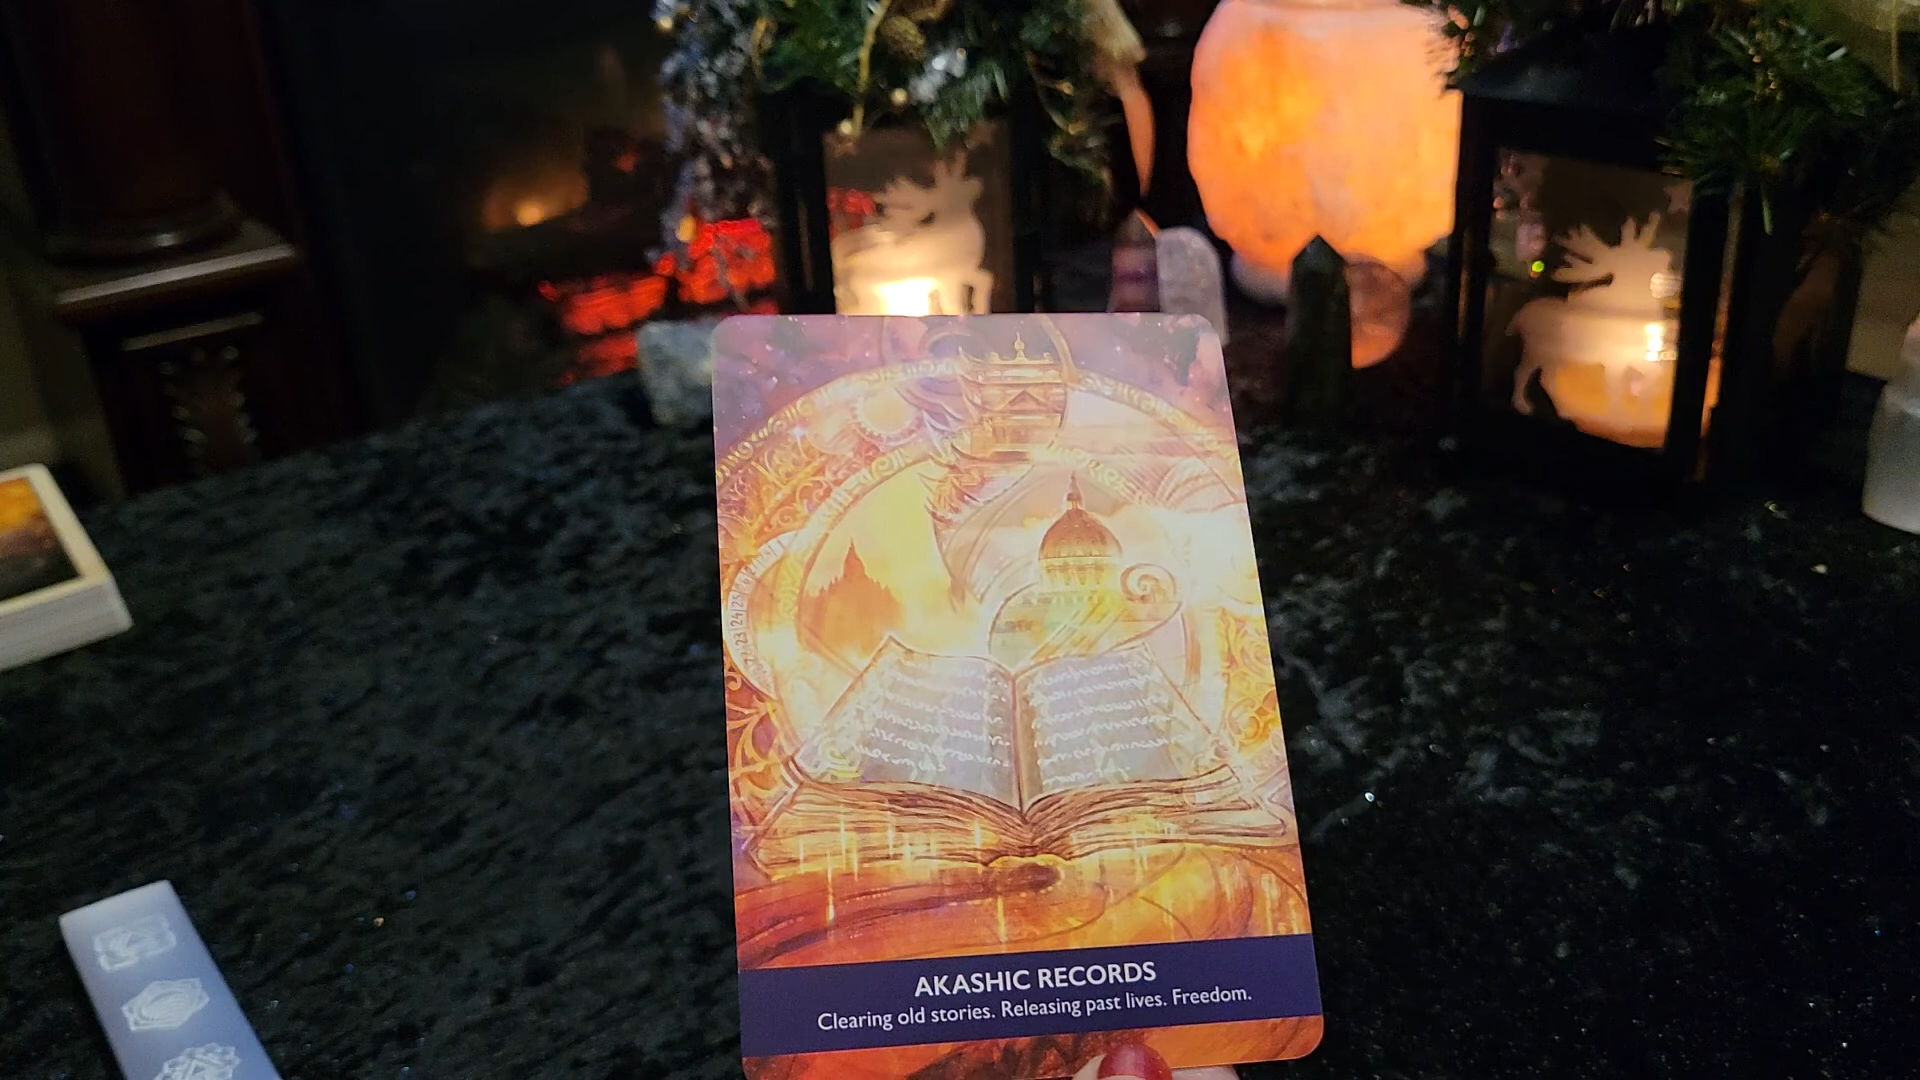 AKASHIC RECORDS
Clearing old stories. Releasing past lives. Freedom.